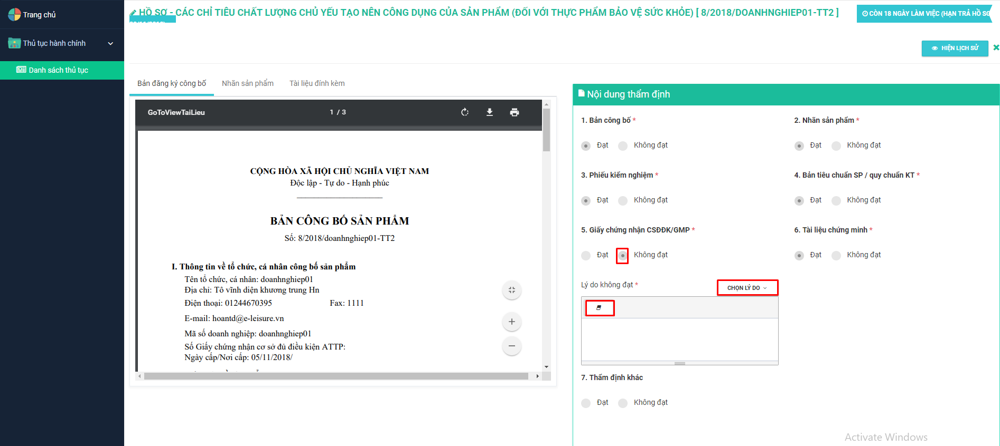 Trang chủ
Thủ tục hành chính
Danh sách thủ tục
HỒ SƠ - CÁC CHỈ TIÊU CHẤT LƯỢNG CHỦ YẾU TẠO NÊN CÔNG DỤNG CỦA SẢN PHẨM (ĐỐI VỚI THỰC PHẨM BẢO VỆ SỨC KHỎE) [ 8/2018/DOANHNGHIEP01-TT2 ]
CÒN 18 NGÀY LÀM VIỆC (HẠN TRẢ HỒ SƠ
HIỆN LỊCH SỬ
Bản đăng ký công bố
Nhãn sản phẩm
Tài liệu đính kèm
GoToViewTaiLieu
1 / 3
CỘNG HÒA XÃ HỘI CHỦ NGHĨA VIỆT NAM
Độc lập - Tự do - Hạnh phúc
BẢN CÔNG BỐ SẢN PHẨM
Số: 8/2018/doanhnghiep01-TT2
I. Thông tin về tổ chức, cá nhân công bố sản phẩm
Tên tổ chức, cá nhân: doanhnghiep01
Địa chỉ: Tô vĩnh diện khương trung Hn
Điện thoại: 01244670395 Fax: 1111
E-mail: hoantd@e-leisure.vn
Mã số doanh nghiệp: doanhnghiep01
Số Giấy chứng nhận cơ sở đủ điều kiện ATTP:
Ngày cấp/Nơi cấp: 05/11/2018/
Nội dung thẩm định
1. Bản công bố *
2. Nhãn sản phẩm *
Đạt Không đạt
Đạt Không đạt
3. Phiếu kiểm nghiệm *
4. Bản tiêu chuẩn SP / quy chuẩn KT *
Đạt Không đạt
Đạt Không đạt
5. Giấy chứng nhận CSĐĐK/GMP *
6. Tài liệu chứng minh *
Đạt Không đạt
Đạt Không đạt
Lý do không đạt *
CHỌN LÝ DO
7. Thẩm định khác
Đạt Không đạt
Activate Windows